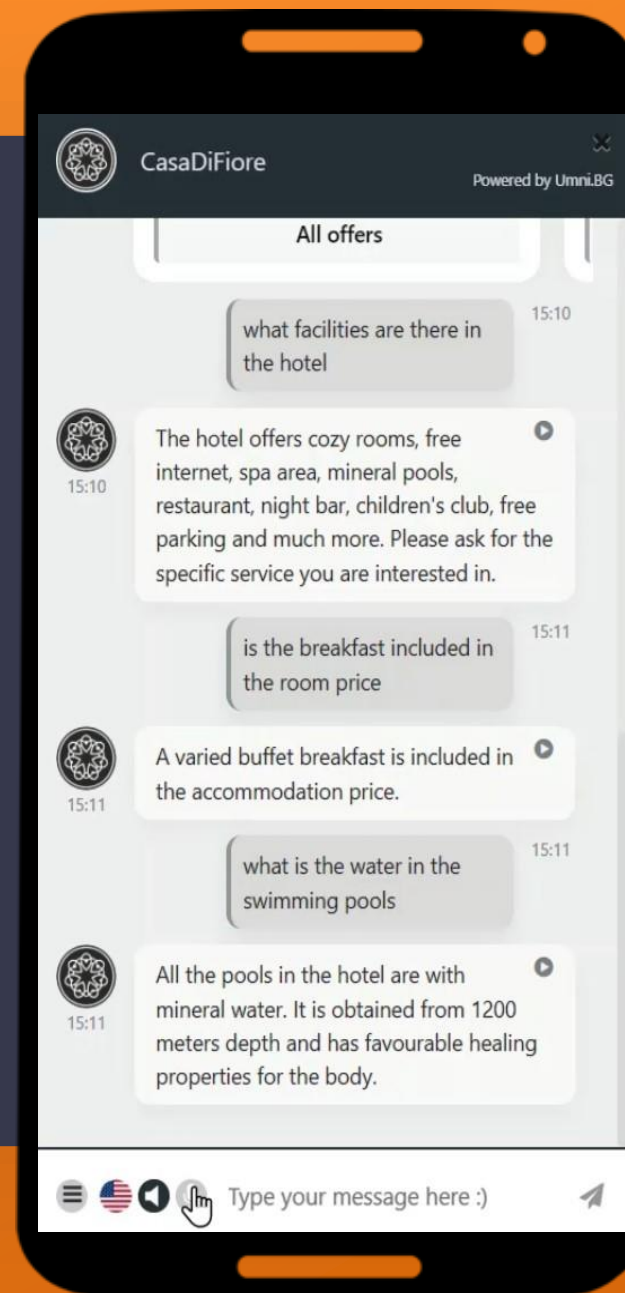 CasaDiFiore
Powered by Umni.BG
All offers
what facilities are there in
the hotel
15:10
The hotel offers cozy rooms, free
internet, spa area, mineral pools,
restaurant, night bar, children's club, free
parking and much more. Please ask for the
specific service you are interested in.
15:10
is the breakfast included in
the room price
15:11
A varied buffet breakfast is included in
the accommodation price.
15:11
what is the water in the
swimming pools
15:11
All the pools in the hotel are with
mineral water. It is obtained from 1200
meters depth and has favourable healing
properties for the body.
15:11
Type your message here :)